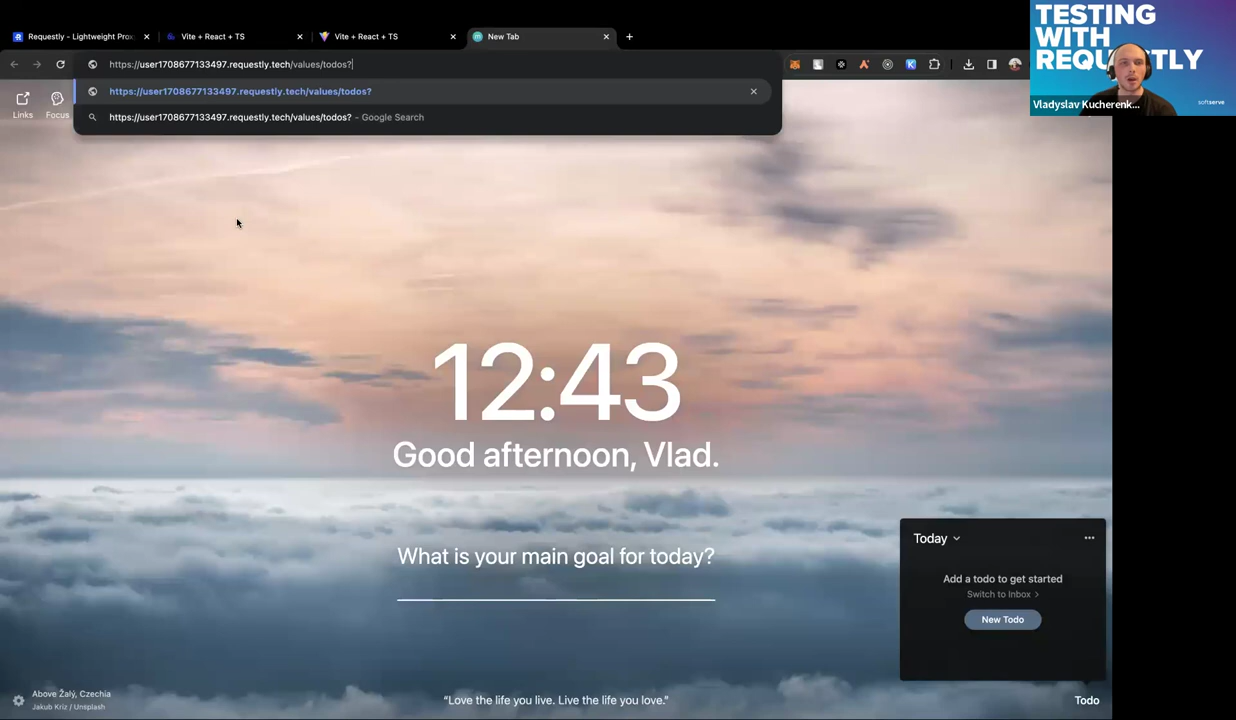 Requestly - Lightweight Prox
Vite + React + TS
Vite + React + TS
New Tab
https://user1708677133497.requestly.tech/values/todos?
https://user1708677133497.requestly.tech/values/todos?
https://user1708677133497.requestly.tech/values/todos? - Google Search
Links
Focus
TESTING
WITH
REQU STLY
Vladyslav Kucherenk...
softserve
12:43
Good afternoon, Vlad.
What is your main goal for today?
Today
Add a todo to get started
Switch to Inbox
New Todo
Above Žalý, Czechia
Jakub Kriz / Unsplash
“Love the life you live. Live the life you love.”
Todo